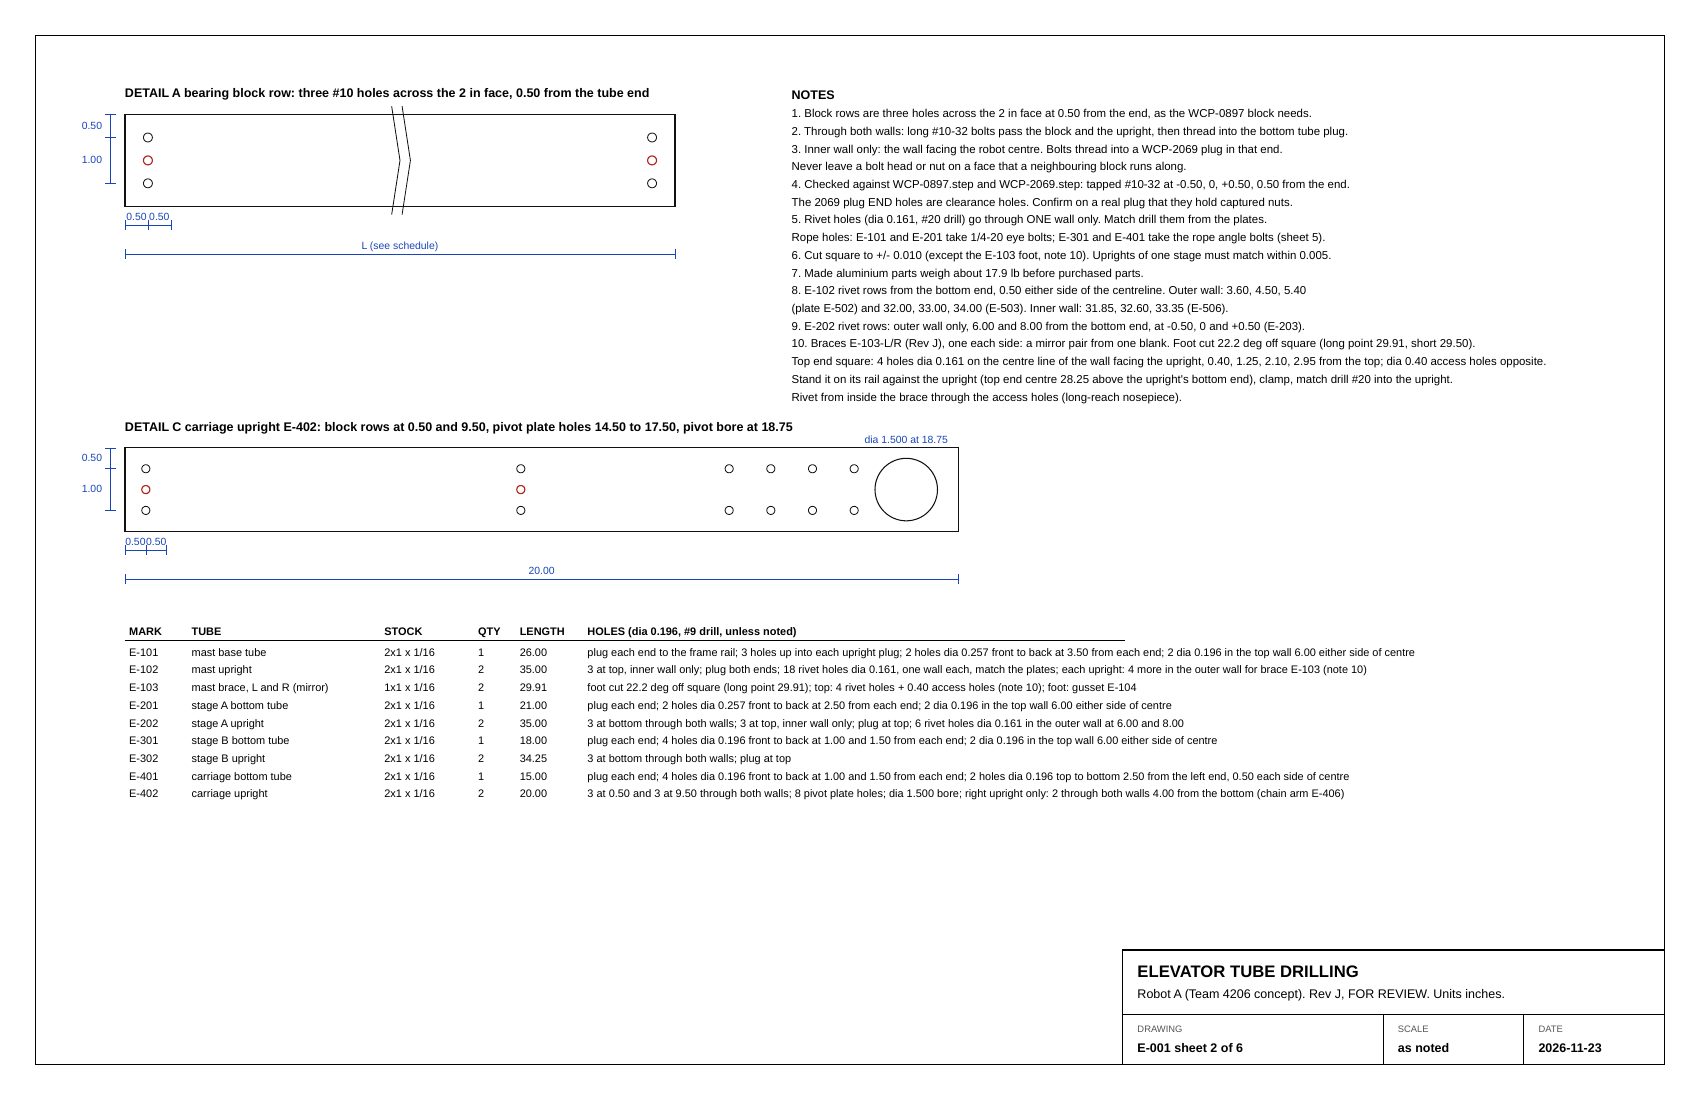 DETAIL A bearing block row: three #10 holes across the 2 in face, 0.50 from the tube end
0.50
1.00
0.50 0.50
L (see schedule)
NOTES
1. Block rows are three holes across the 2 in face at 0.50 from the end, as the WCP-0897 block needs.
2. Through both walls: long #10-32 bolts pass the block and the upright, then thread into the bottom tube plug.
3. Inner wall only: the wall facing the robot centre. Bolts thread into a WCP-2069 plug in that end.
Never leave a bolt head or nut on a face that a neighbouring block runs along.
4. Checked against WCP-0897.step and WCP-2069.step: tapped #10-32 at -0.50, 0, +0.50, 0.50 from the end.
The 2069 plug END holes are clearance holes. Confirm on a real plug that they hold captured nuts.
5. Rivet holes (dia 0.161, #20 drill) go through ONE wall only. Match drill them from the plates.
Rope holes: E-101 and E-201 take 1/4-20 eye bolts; E-301 and E-401 take the rope angle bolts (sheet 5).
6. Cut square to +/- 0.010 (except the E-103 foot, note 10). Uprights of one stage must match within 0.005.
7. Made aluminium parts weigh about 17.9 lb before purchased parts.
8. E-102 rivet rows from the bottom end, 0.50 either side of the centreline. Outer wall: 3.60, 4.50, 5.40
(plate E-502) and 32.00, 33.00, 34.00 (E-503). Inner wall: 31.85, 32.60, 33.35 (E-506).
9. E-202 rivet rows: outer wall only, 6.00 and 8.00 from the bottom end, at -0.50, 0 and +0.50 (E-203).
10. Braces E-103-L/R (Rev J), one each side: a mirror pair from one blank. Foot cut 22.2 deg off square (long point 29.91, short 29.50).
Top end square: 4 holes dia 0.161 on the centre line of the wall facing the upright, 0.40, 1.25, 2.10, 2.95 from the top; dia 0.40 access holes opposite.
Stand it on its rail against the upright (top end centre 28.25 above the upright's bottom end), clamp, match drill #20 into the upright.
Rivet from inside the brace through the access holes (long-reach nosepiece).
DETAIL C carriage upright E-402: block rows at 0.50 and 9.50, pivot plate holes 14.50 to 17.50, pivot bore at 18.75
dia 1.500 at 18.75
0.50
1.00
0.50 0.50
20.00
MARK TUBE STOCK QTY LENGTH HOLES (dia 0.196, #9 drill, unless noted)
E-101 mast base tube 2x1 x 1/16 1 26.00 plug each end to the frame rail; 3 holes up into each upright plug; 2 holes dia 0.257 front to back at 3.50 from each end; 2 dia 0.196 in the top wall 6.00 either side of centre
E-102 mast upright 2x1 x 1/16 2 35.00 3 at top, inner wall only; plug both ends; 18 rivet holes dia 0.161, one wall each, match the plates; each upright: 4 more in the outer wall for brace E-103 (note 10)
E-103 mast brace, L and R (mirror) 1x1 x 1/16 2 29.91 foot cut 22.2 deg off square (long point 29.91); top: 4 rivet holes + 0.40 access holes (note 10); foot: gusset E-104
E-201 stage A bottom tube 2x1 x 1/16 1 21.00 plug each end; 2 holes dia 0.257 front to back at 2.50 from each end; 2 dia 0.196 in the top wall 6.00 either side of centre
E-202 stage A upright 2x1 x 1/16 2 35.00 3 at bottom through both walls; 3 at top, inner wall only; plug at top; 6 rivet holes dia 0.161 in the outer wall at 6.00 and 8.00
E-301 stage B bottom tube 2x1 x 1/16 1 18.00 plug each end; 4 holes dia 0.196 front to back at 1.00 and 1.50 from each end; 2 dia 0.196 in the top wall 6.00 either side of centre
E-302 stage B upright 2x1 x 1/16 2 34.25 3 at bottom through both walls; plug at top
E-401 carriage bottom tube 2x1 x 1/16 1 15.00 plug each end; 4 holes dia 0.196 front to back at 1.00 and 1.50 from each end; 2 holes dia 0.196 top to bottom 2.50 from the left end, 0.50 each side of centre
E-402 carriage upright 2x1 x 1/16 2 20.00 3 at 0.50 and 3 at 9.50 through both walls; 8 pivot plate holes; dia 1.500 bore; right upright only: 2 through both walls 4.00 from the bottom (chain arm E-406)
ELEVATOR TUBE DRILLING
Robot A (Team 4206 concept). Rev J, FOR REVIEW. Units inches.
DRAWING SCALE DATE
E-001 sheet 2 of 6 as noted 2026-11-23